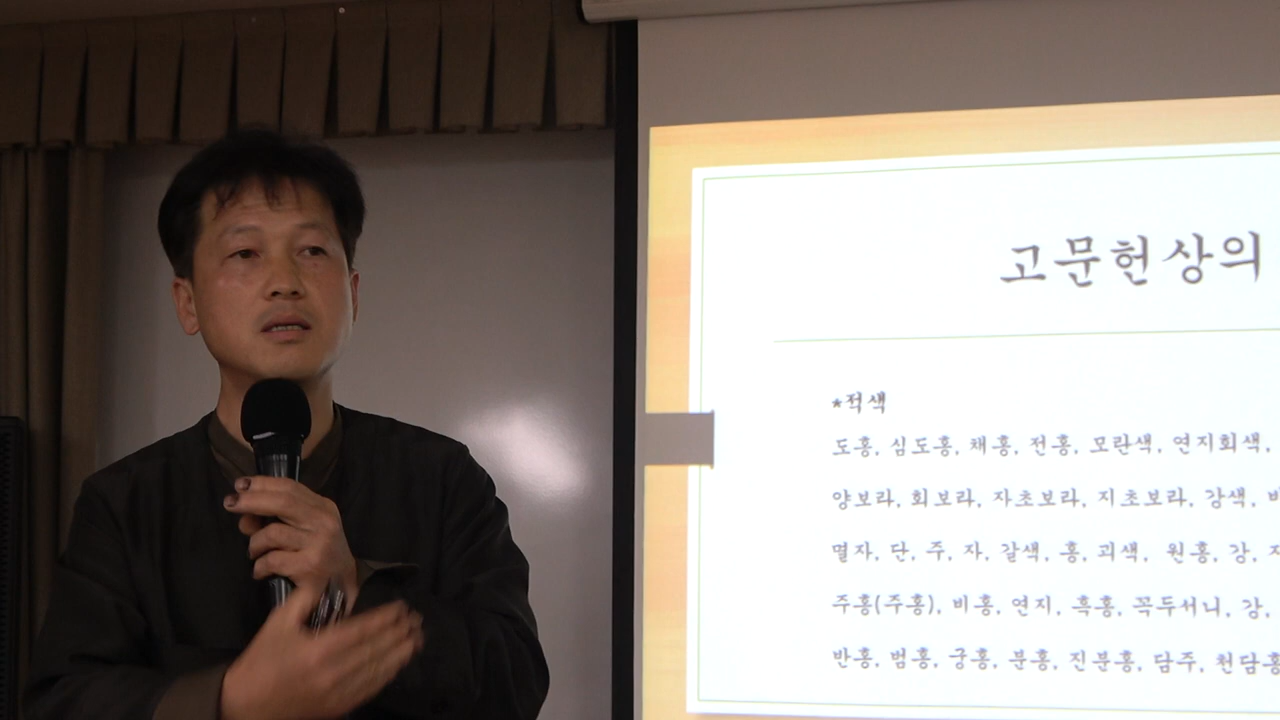 고문헌상의
*적색
도홍, 심도홍, 채홍, 전홍, 모란색, 연지회색,
양보라, 회보라, 자초보라, 지초보라, 강색,
멸자, 단, 주, 자, 갈색, 홍, 괴색, 원홍, 강,
주홍(주홍), 비홍, 연지, 흑홍, 꼭두서니, 강,
반홍, 범홍, 궁홍, 분홍, 진분홍, 담주, 천담홍